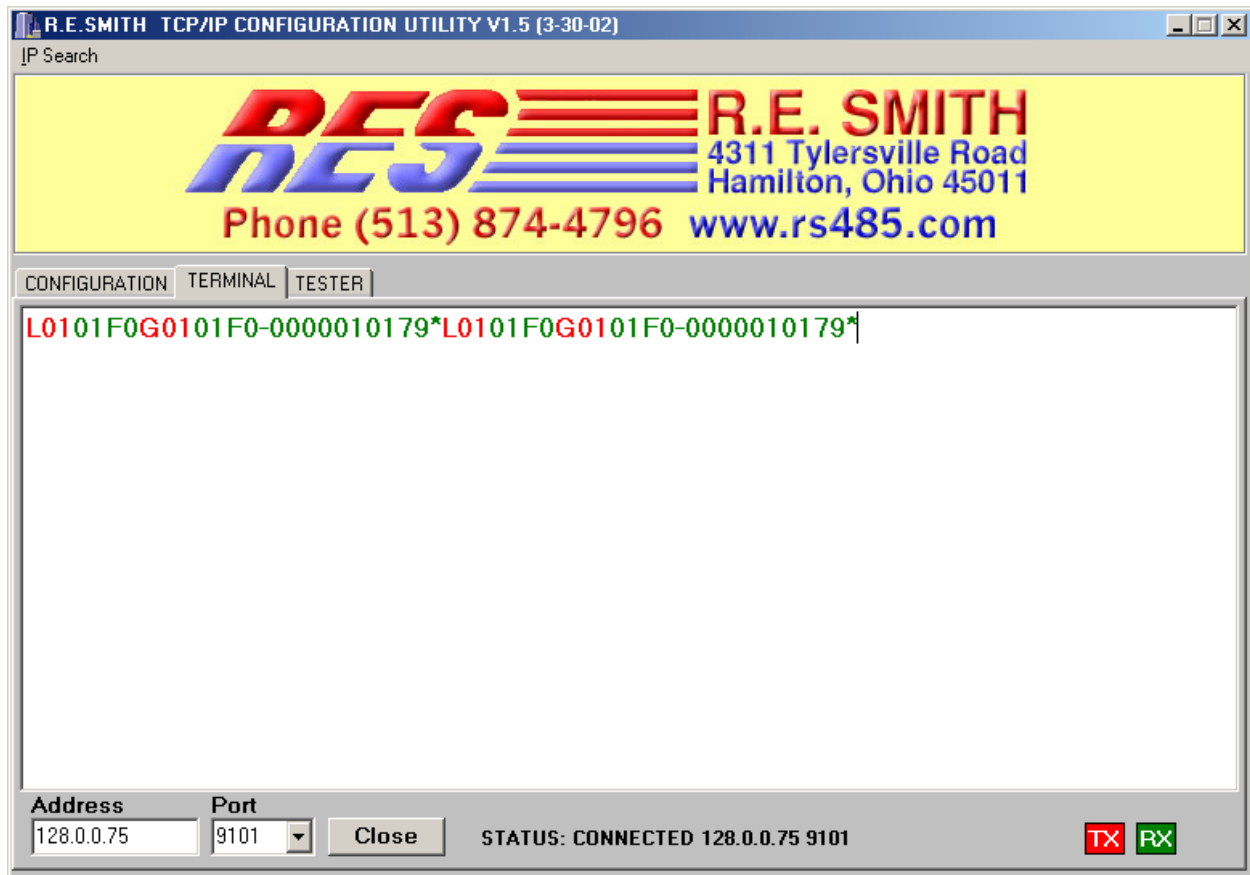 R.E.SMITH TCP/IP CONFIGURATION UTILITY V1.5 (3-30-02)
IP Search
RES
R.E. SMITH
4311 Tylersville Road
Hamilton, Ohio 45011
Phone (513) 874-4796 www.rs485.com
CONFIGURATION TERMINAL TESTER
L0101F0G0101F0-0000010179*L0101F0G0101F0-0000010179*
Address Port
128.0.0.75 9101 Close STATUS: CONNECTED 128.0.0.75 9101 TX RX